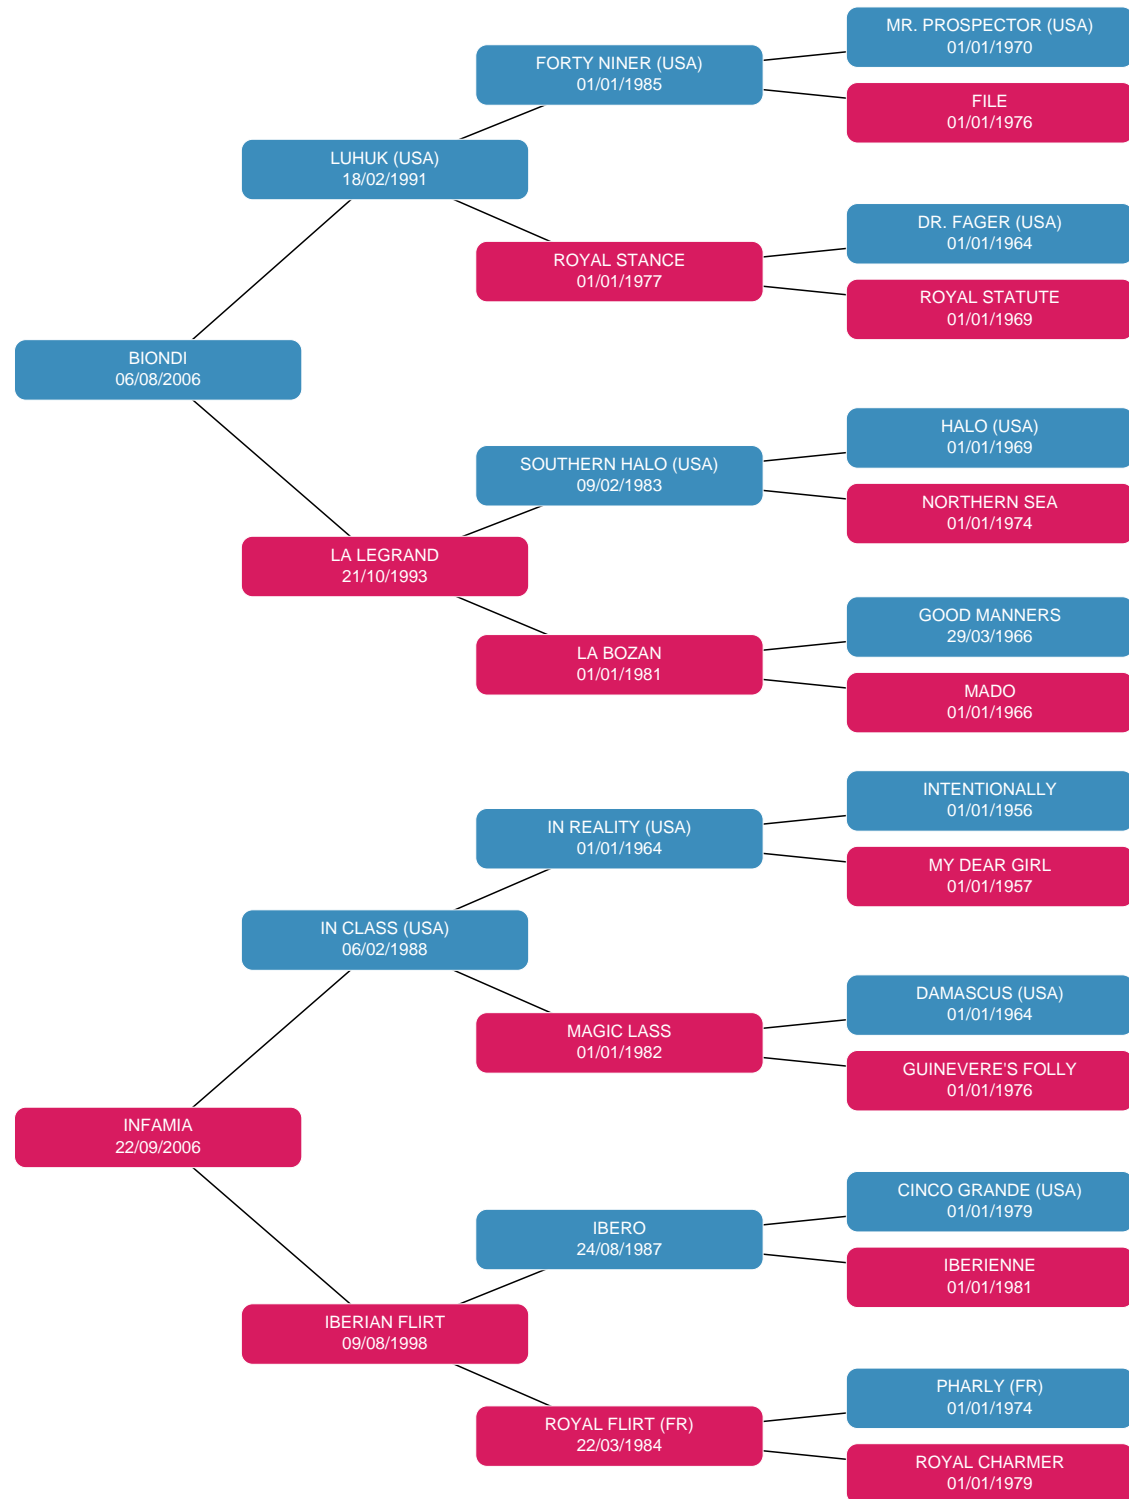 MR. PROSPECTOR (USA)
01/01/1970
FORTY NINER (USA)
01/01/1985
FILE
01/01/1976
LUHUK (USA)
18/02/1991
DR. FAGER (USA)
01/01/1964
ROYAL STANCE
01/01/1977
ROYAL STATUTE
01/01/1969
BIONDI
06/08/2006
HALO (USA)
01/01/1969
SOUTHERN HALO (USA)
09/02/1983
NORTHERN SEA
01/01/1974
LA LEGRAND
21/10/1993
GOOD MANNERS
29/03/1966
LA BOZAN
01/01/1981
MADO
01/01/1966
INTENTIONALLY
01/01/1956
IN REALITY (USA)
01/01/1964
MY DEAR GIRL
01/01/1957
IN CLASS (USA)
06/02/1988
DAMASCUS (USA)
01/01/1964
MAGIC LASS
01/01/1982
GUINEVERE'S FOLLY
01/01/1976
INFAMIA
22/09/2006
CINCO GRANDE (USA)
01/01/1979
IBERO
24/08/1987
IBERIENNE
01/01/1981
IBERIAN FLIRT
09/08/1998
PHARLY (FR)
01/01/1974
ROYAL FLIRT (FR)
22/03/1984
ROYAL CHARMER
01/01/1979